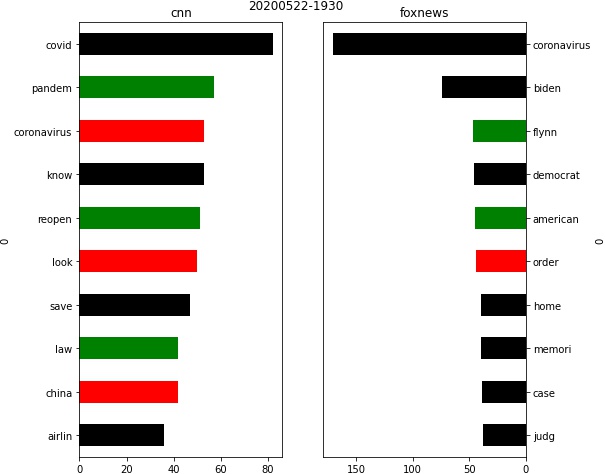 20200522-1930
cnn
foxnews
covid
pandem
coronavirus
know
reopen
look
save
law
china
airlin
0
0 20 40 60 80
coronavirus
biden
flynn
democrat
american
order
home
memori
case
judg
0
150 100 50 0